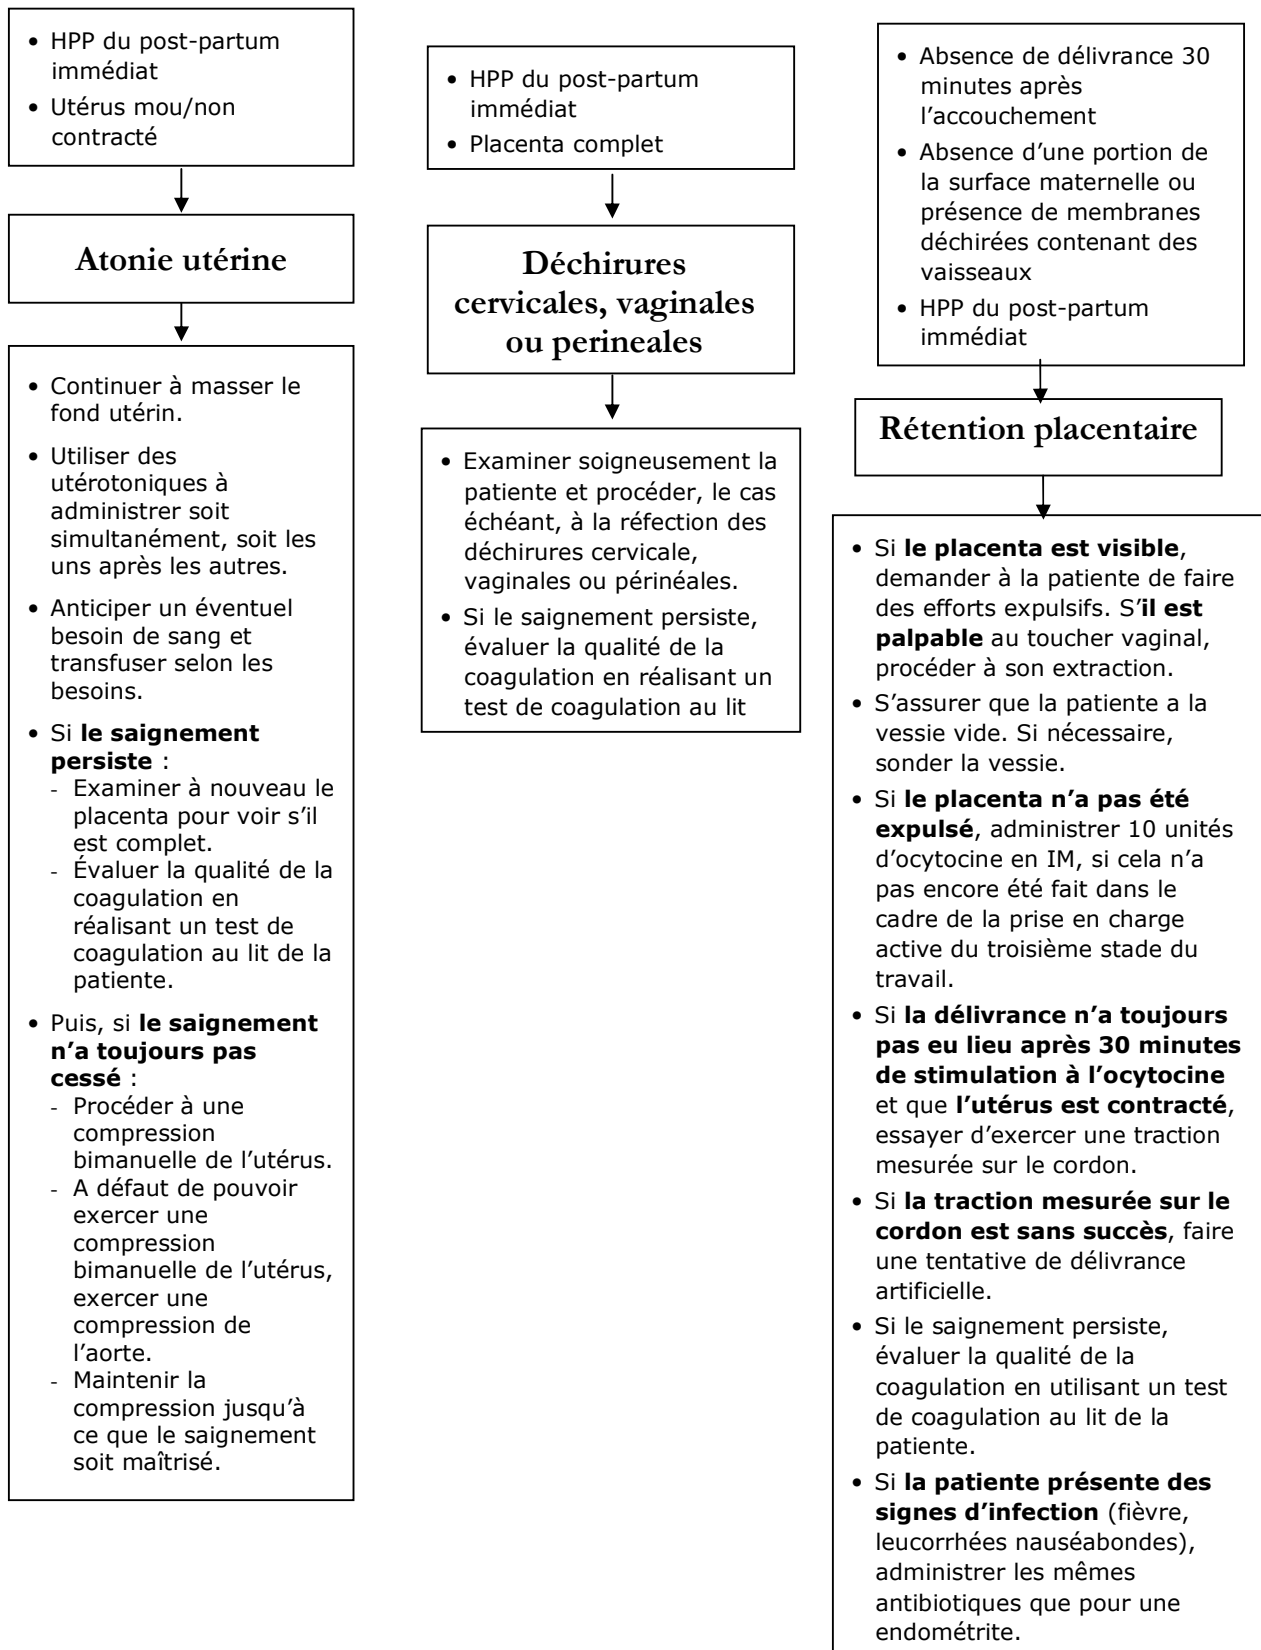 • HPP du post-partum
immédiat
• Utérus mou/non
contracté
Atonie utérine
• Continuer à masser le
fond utérin.
• Utiliser des
utérotoniques à
administrer soit
simultanément, soit les
uns après les autres.
• Anticiper un éventuel
besoin de sang et
transfuser selon les
besoins.
• Si le saignement
persiste :
- Examiner à nouveau le
placenta pour voir s’il
est complet.
- Évaluer la qualité de la
coagulation en
réalisant un test de
coagulation au lit de la
patiente.
• Puis, si le saignement
n’a toujours pas
cessé :
- Procéder à une
compression
bimanuelle de l’utérus.
- A défaut de pouvoir
exercer une
compression
bimanuelle de l’utérus,
exercer une
compression de
l’aorte.
- Maintenir la
compression jusqu’à
ce que le saignement
soit maîtrisé.
• HPP du post-partum
immédiat
• Placenta complet
Déchirures
cervicales, vaginales
ou perineales
• Examiner soigneusement la
patiente et procéder, le cas
échéant, à la réfection des
déchirures cervicale,
vaginales ou périnéales.
• Si le saignement persiste,
évaluer la qualité de la
coagulation en réalisant un
test de coagulation au lit
• Absence de délivrance 30
minutes après
l’accouchement
• Absence d’une portion de
la surface maternelle ou
présence de membranes
déchirées contenant des
vaisseaux
• HPP du post-partum
immédiat
Rétention placentaire
• Si le placenta est visible,
demander à la patiente de faire
des efforts expulsifs. S’il est
palpable au toucher vaginal,
procéder à son extraction.
• S’assurer que la patiente a la
vessie vide. Si nécessaire,
sonder la vessie.
• Si le placenta n’a pas été
expulsé, administrer 10 unités
d’ocytocine en IM, si cela n’a
pas encore été fait dans le
cadre de la prise en charge
active du troisième stade du
travail.
• Si la délivrance n’a toujours
pas eu lieu après 30 minutes
de stimulation à l’ocytocine
et que l’utérus est contracté,
essayer d’exercer une traction
mesurée sur le cordon.
• Si la traction mesurée sur le
cordon est sans succès, faire
une tentative de délivrance
artificielle.
• Si le saignement persiste,
évaluer la qualité de la
coagulation en utilisant un test
de coagulation au lit de la
patiente.
• Si la patiente présente des
signes d’infection (fièvre,
leucorrhées nauséabondes),
administrer les mêmes
antibiotiques que pour une
endométrite.